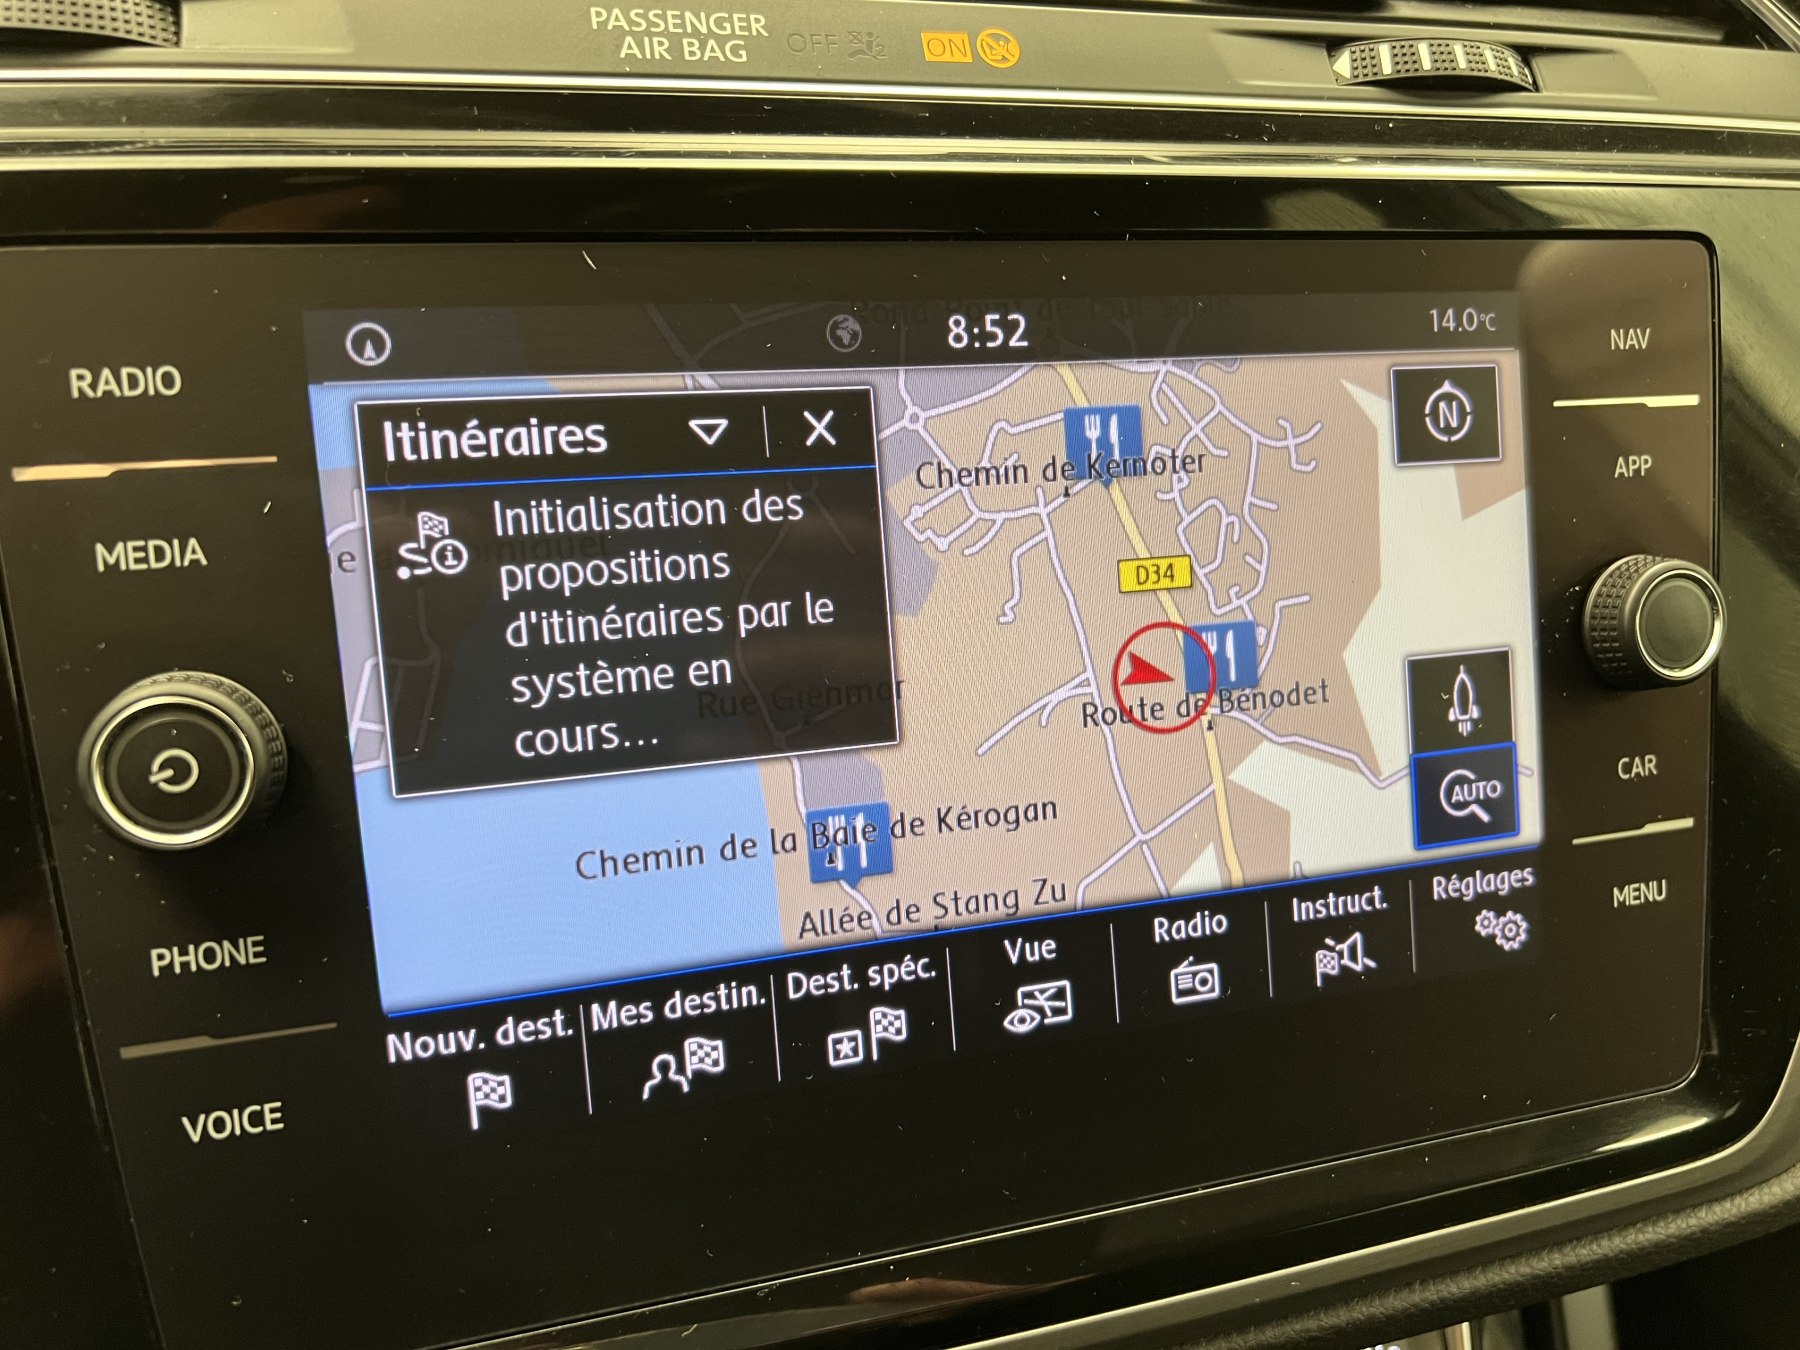 PASSENGER
AIR BAG
OFF
ON
8:52
14.0°C
RADIO
MEDIA
PHONE
VOICE
NAV
APP
CAR
MENU
Itinéraires
Initialisation des
propositions
d'itinéraires par le
système en
cours...
N
Chemin de Kernoter
D34
Route de Bénodet
Rue Glenmor
AUTO
Chemin de la Baie de Kérogan
Allée de Stang Zu
Nouv. dest.
Mes destin.
Dest. spéc.
Vue
Radio
Instruct.
Réglages